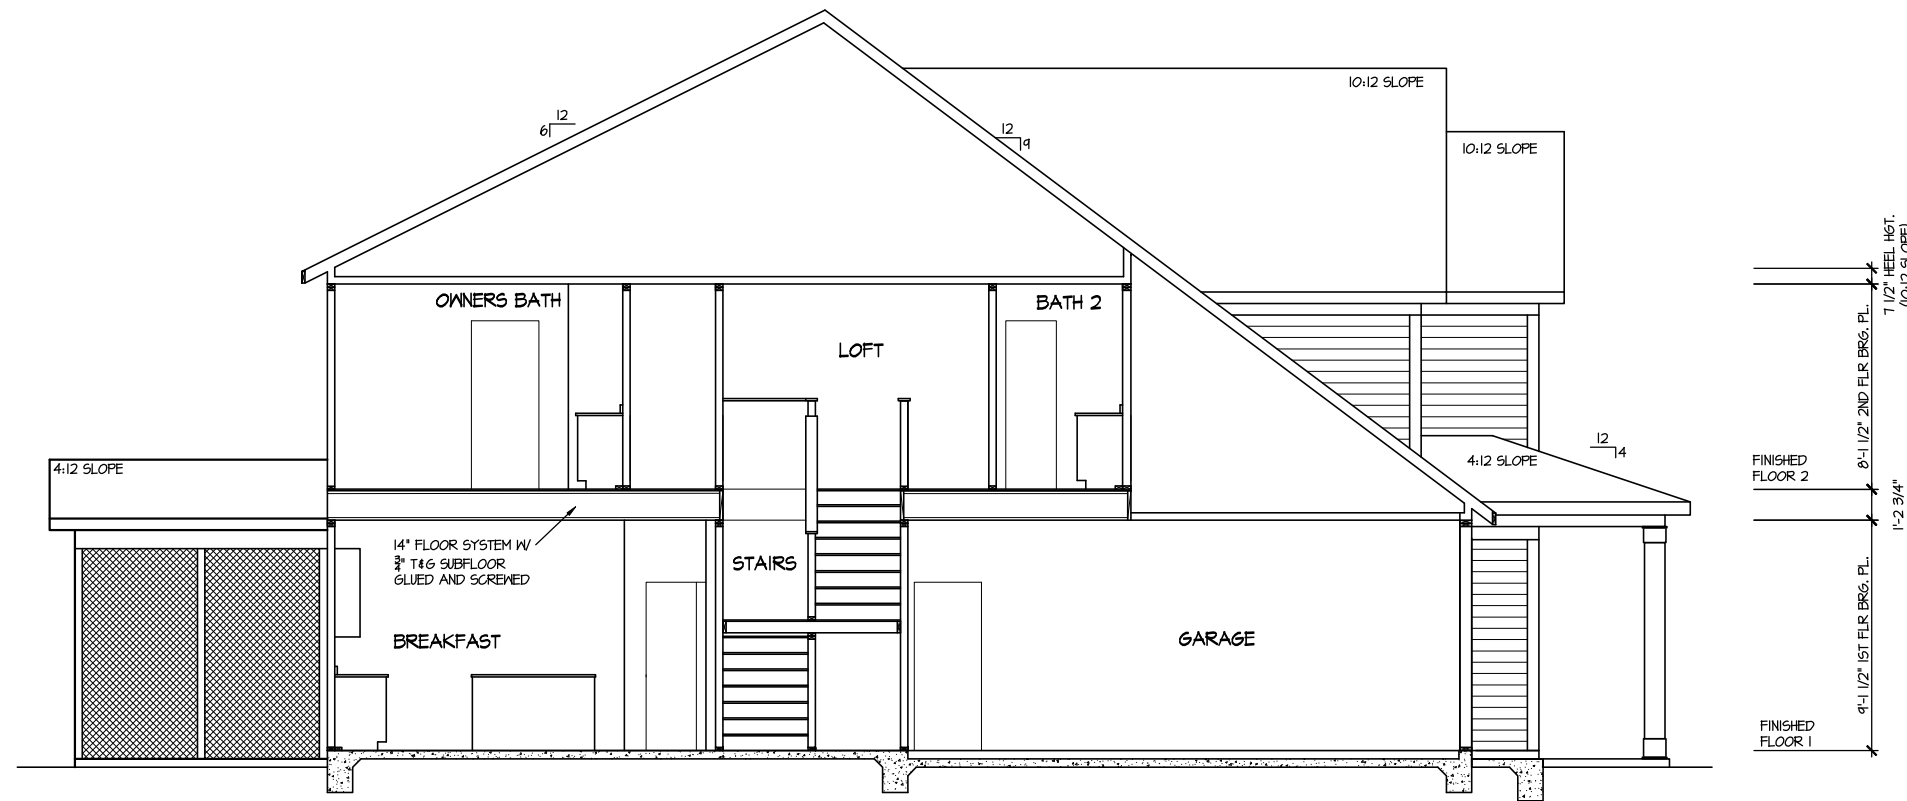 10:12 SLOPE
12
6
12
9
10:12 SLOPE
7 1/2" HEEL HGT.
(10:12 SLOPE)
OWNERS BATH
BATH 2
LOFT
8'-1 1/2" 2ND FLR BRG. PL.
12
4
4:12 SLOPE
4:12 SLOPE
FINISHED
FLOOR 2
1'-2 3/4"
14" FLOOR SYSTEM W/
3/4" T&G SUBFLOOR
GLUED AND SCREWED
STAIRS
BREAKFAST
GARAGE
9'-1 1/2" 1ST FLR BRG. PL.
FINISHED
FLOOR 1